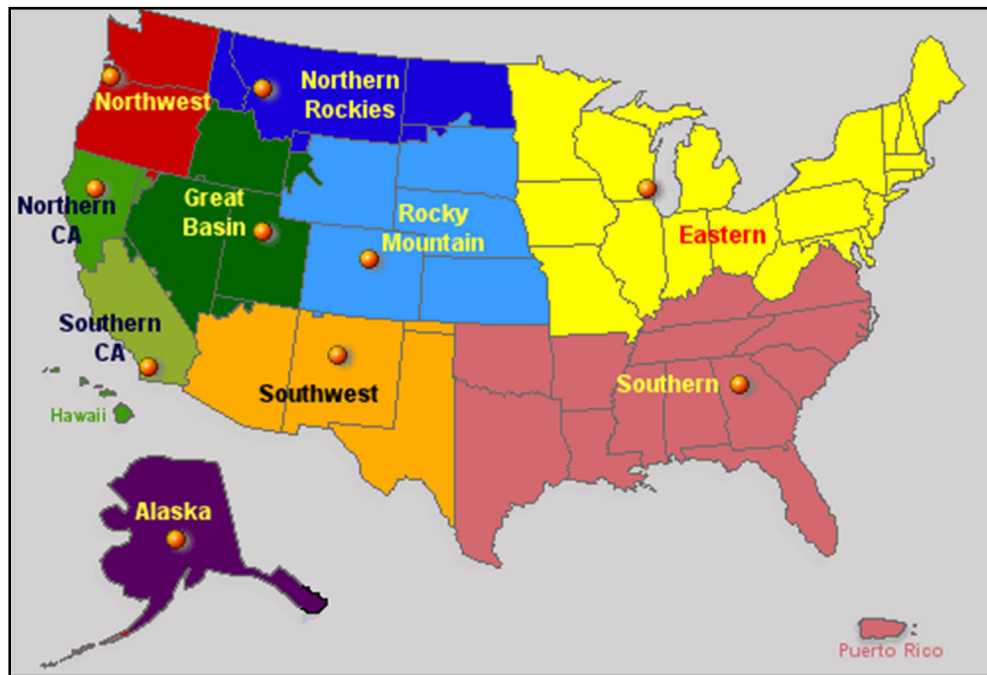 Northern
Rockies
Northwest
Great
Basin
Northern
CA
Rocky
Mountain
Eastern
Southern
CA
Southwest
Southern
Hawaii
Alaska
Puerto Rico